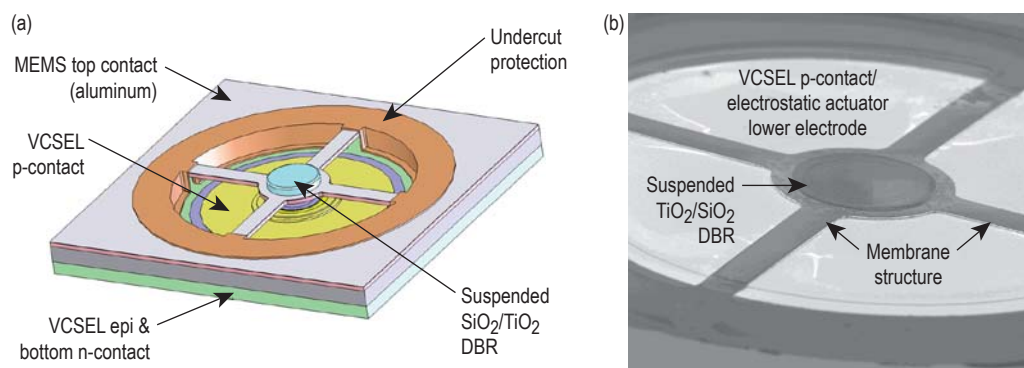 (a)
MEMS top contact
(aluminum)
Undercut
protection
VCSEL
p-contact
VCSEL epi &
bottom n-contact
Suspended
SiO2/TiO2
DBR
(b)
VCSEL p-contact/
electrostatic actuator
lower electrode
Suspended
TiO2/SiO2
DBR
Membrane
structure